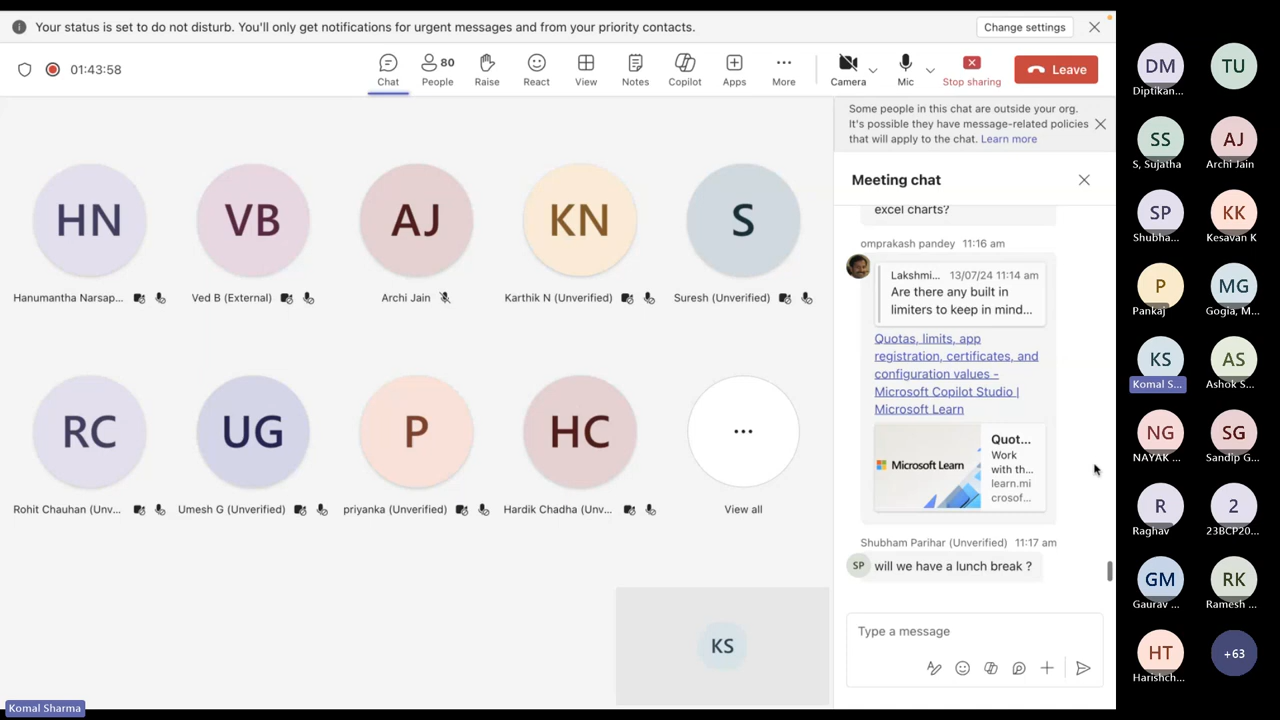 Your status is set to do not disturb. You'll only get notifications for urgent messages and from your priority contacts.
Change settings
01:43:58
Chat
80
People
Raise
React
View
Notes
Copilot
Apps
More
Camera
Mic
Stop sharing
Leave
HN
Hanumantha Narsap...
VB
Ved B (External)
AJ
Archi Jain
KN
Karthik N (Unverified)
S
Suresh (Unverified)
RC
Rohit Chauhan (Unv...
UG
Umesh G (Unverified)
P
priyanka (Unverified)
HC
Hardik Chadha (Unv...
...
View all
KS
Komal Sharma
Some people in this chat are outside your org.
It's possible they have message-related policies
that will apply to the chat. Learn more
Meeting chat
excel charts?
omprakash pandey 11:16 am
Lakshmi... 13/07/24 11:14 am
Are there any built in
limiters to keep in mind...
Quotas, limits, app
registration, certificates, and
configuration values -
Microsoft Copilot Studio |
Microsoft Learn
Microsoft Learn
Quot...
Work
with th...
learn.mi
crosof...
Shubham Parihar (Unverified) 11:17 am
SP
will we have a lunch break ?
Type a message
DM
Diptikan...
TU
SS
S, Sujatha
AJ
Archi Jain
SP
Shubha...
KK
Kesavan K
P
Pankaj
MG
Gogia, M...
KS
Komal S...
AS
Ashok S...
NG
NAYAK ...
SG
Sandip G...
R
Raghav
2
23BCP20...
GM
Gaurav ...
RK
Ramesh ...
HT
Harishch...
+63